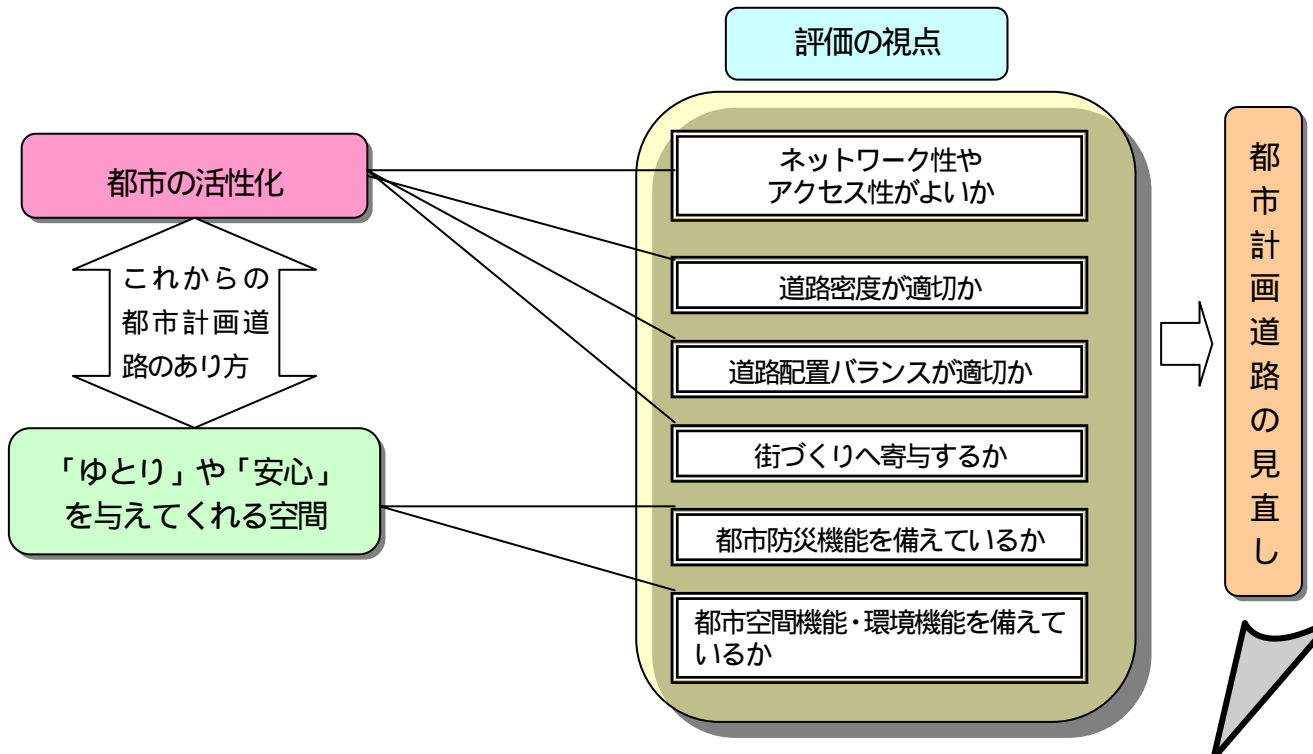 評価の視点
都市の活性化
これからの
都市計画道
路のあり方
「ゆとり」や「安心」
を与えてくれる空間
ネットワーク性や
アクセス性がよいか
道路密度が適切か
道路配置バランスが適切か
街づくりへ寄与するか
都市防災機能を備えているか
都市空間機能・環境機能を備えて
いるか
都市計画道路の見直し